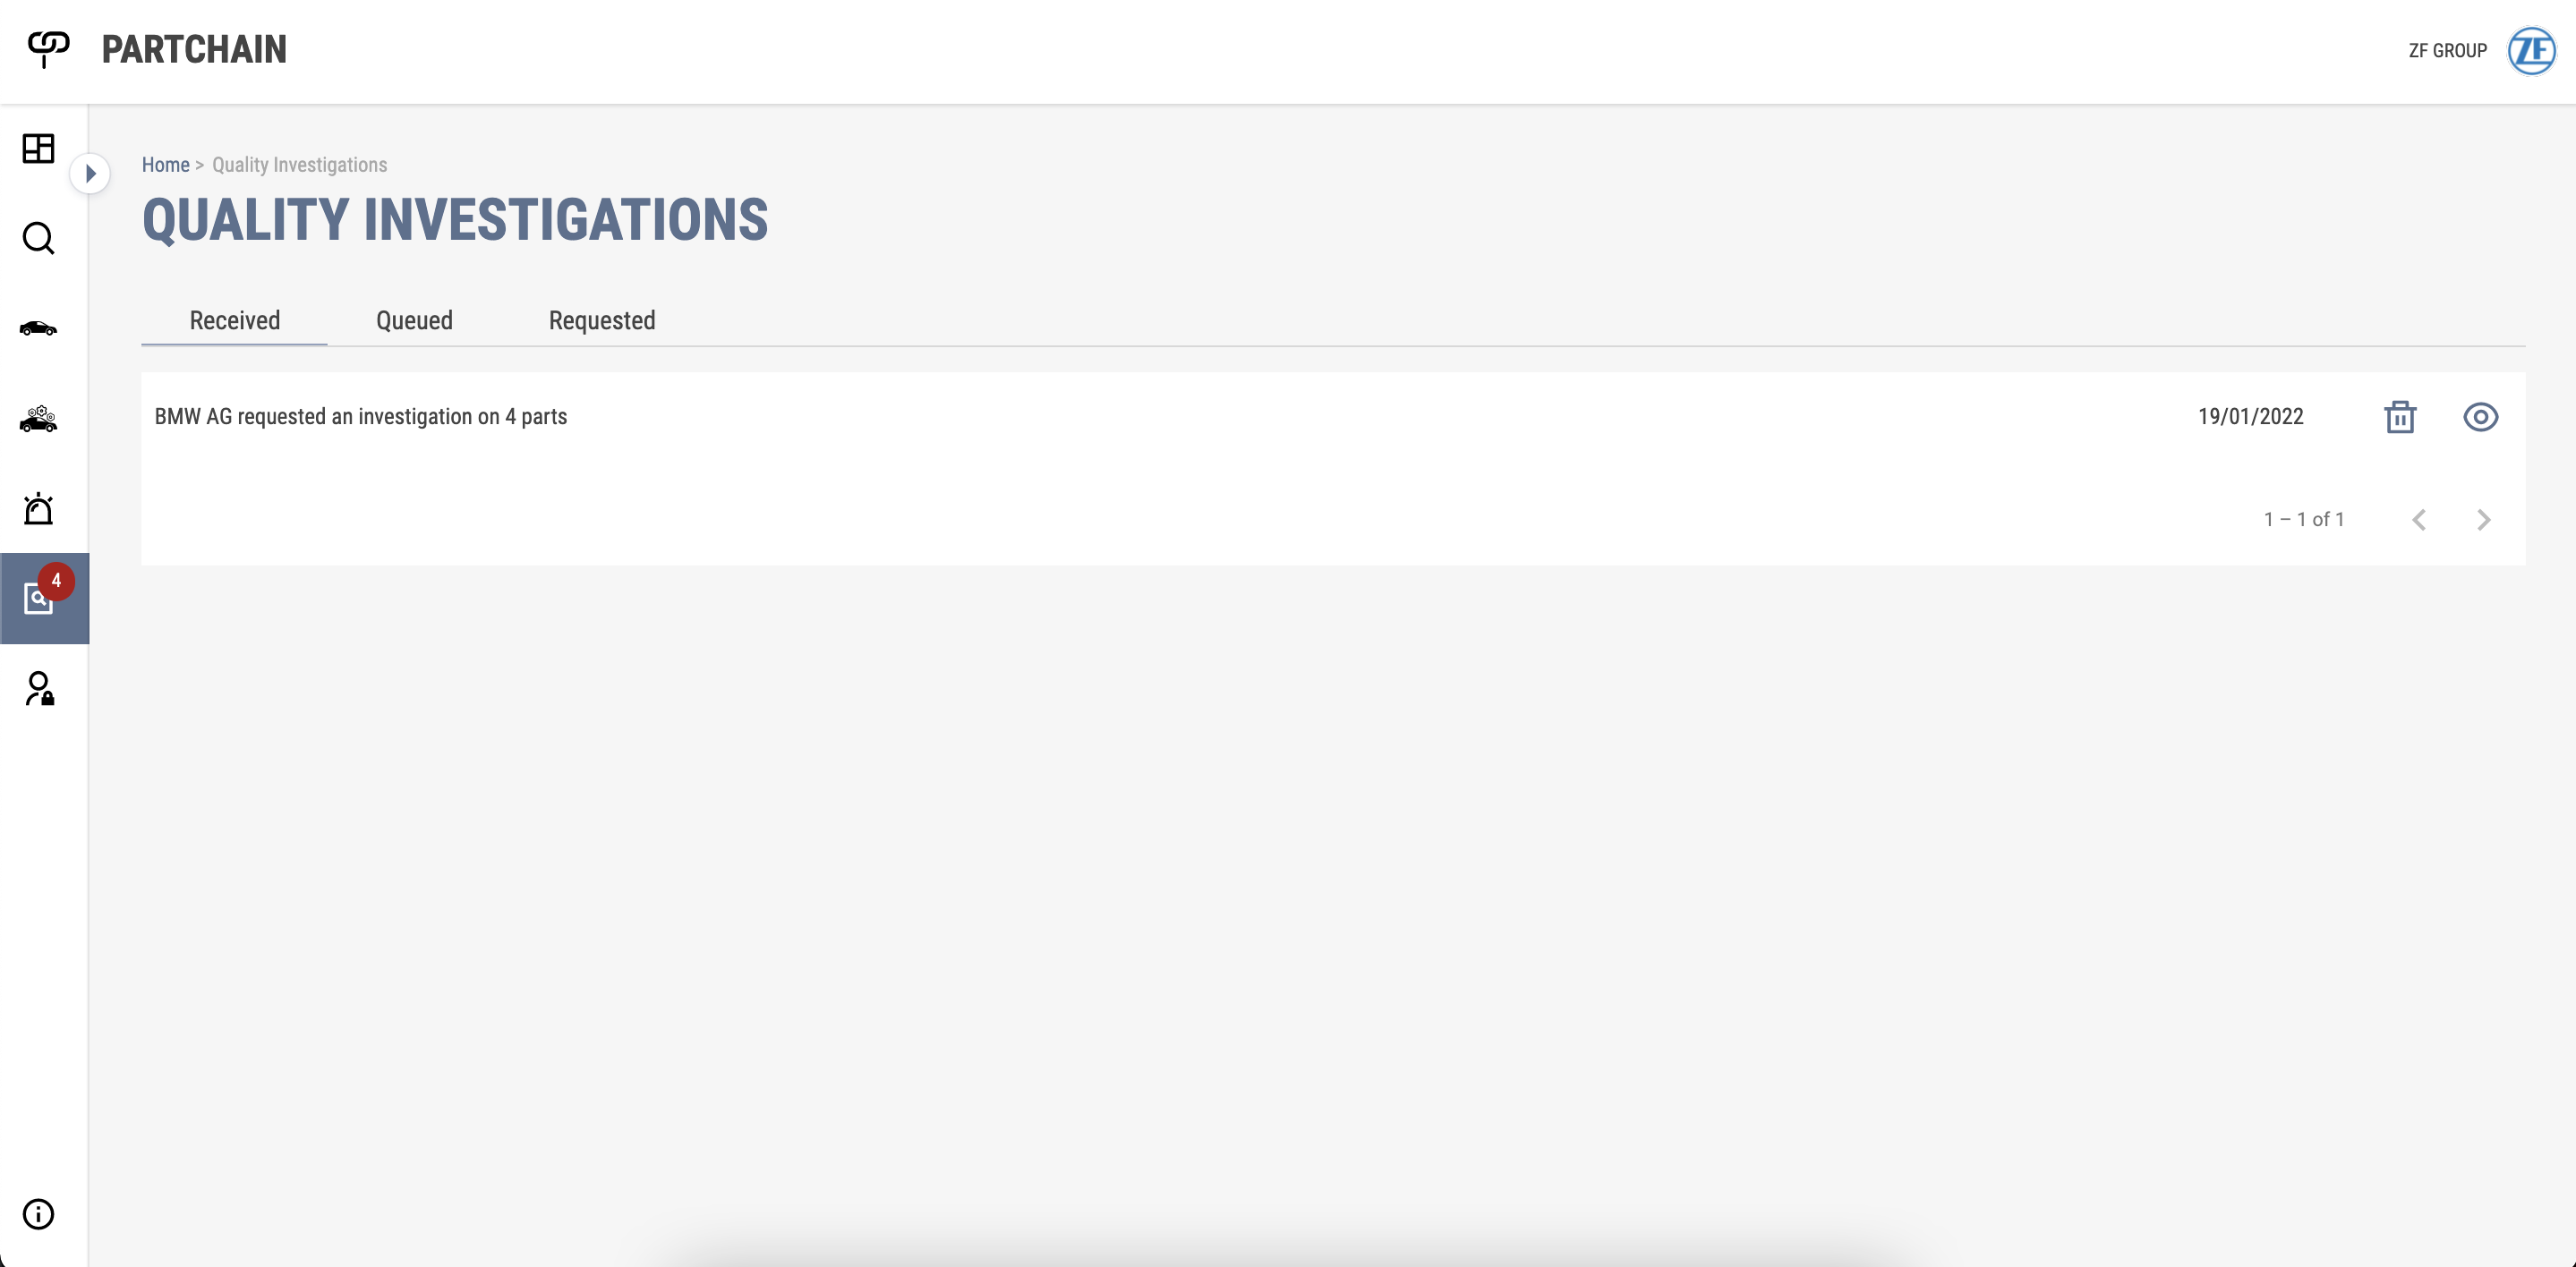 PARTCHAIN
ZF GROUP
ZF
Home > Quality Investigations
QUALITY INVESTIGATIONS
Received Queued Requested
BMW AG requested an investigation on 4 parts 19/01/2022
1 – 1 of 1
4